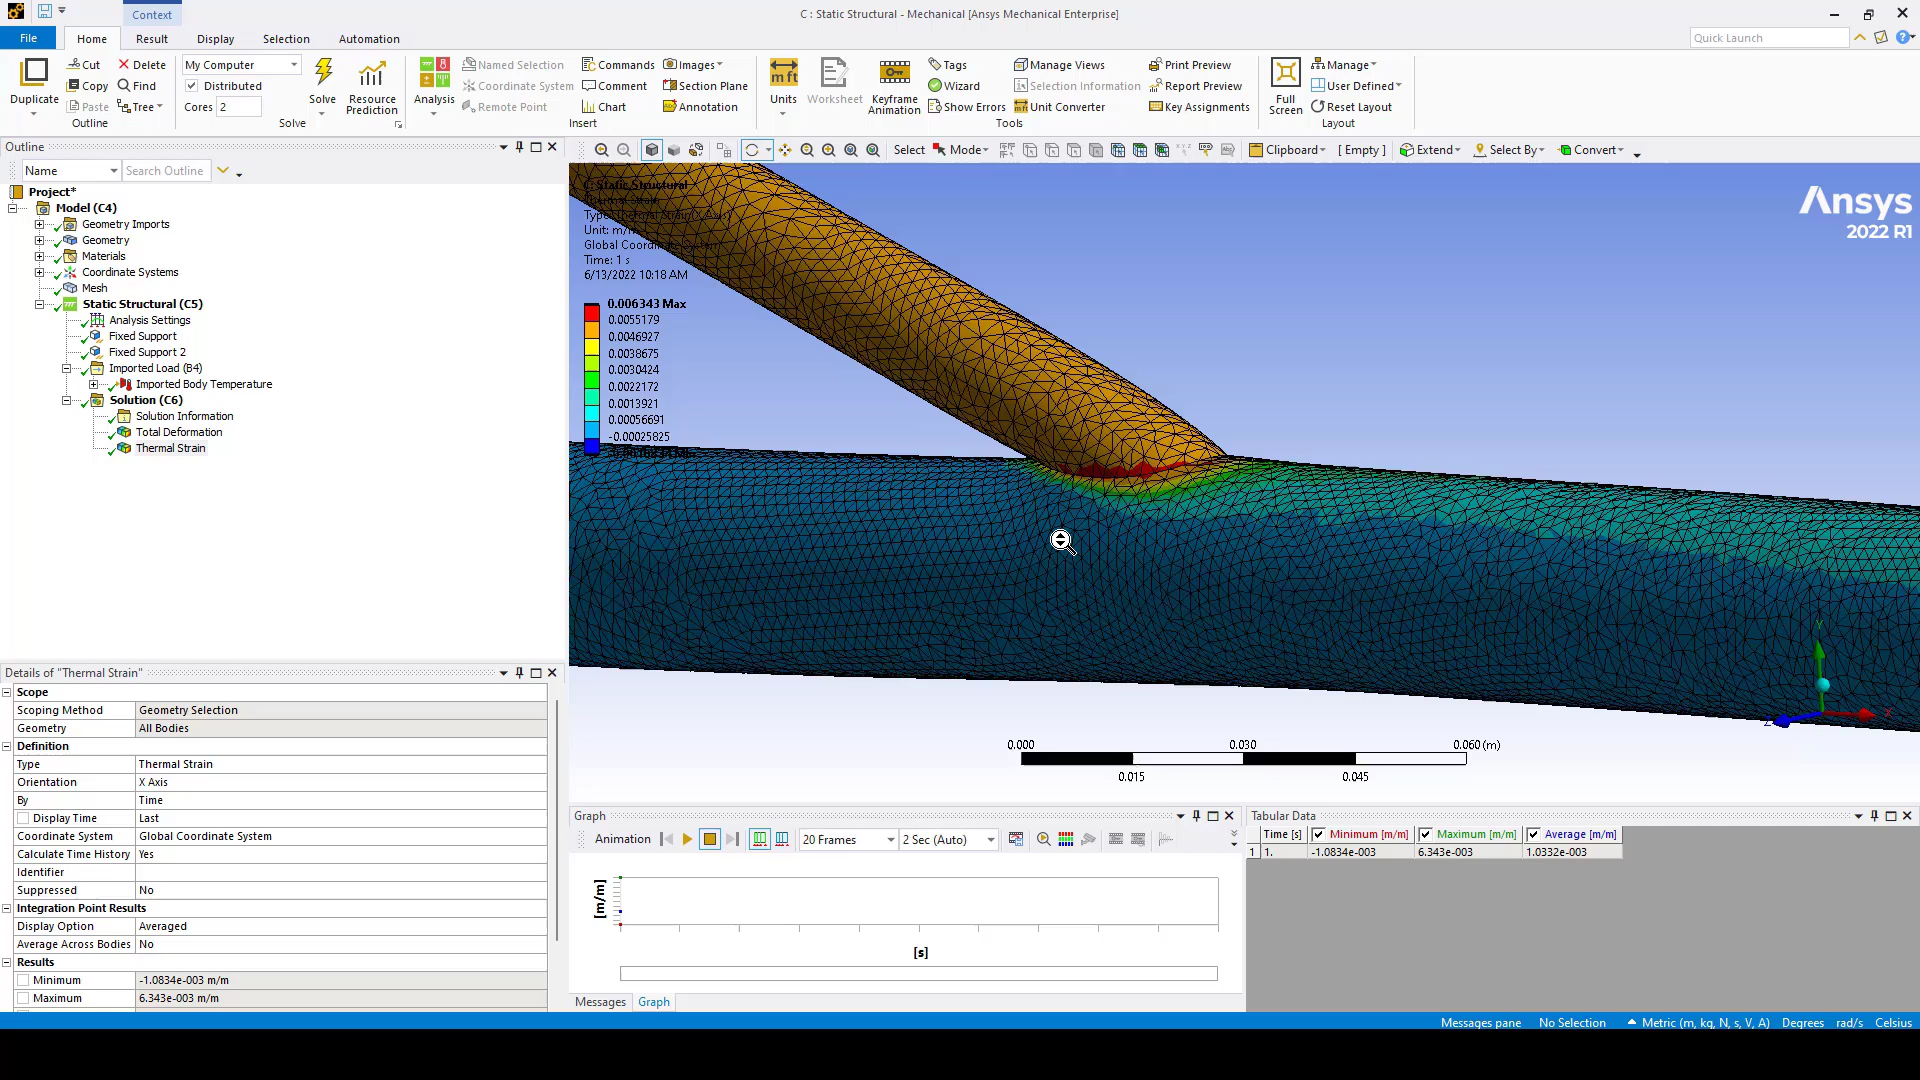 Context
C : Static Structural - Mechanical [Ansys Mechanical Enterprise]
File
Home
Result
Display
Selection
Automation
Quick Launch
Duplicate
Cut
Copy
Paste
Delete
Find
Tree
Outline
My Computer
Distributed
Cores 2
Solve
Resource Prediction
Solve
Analysis
Named Selection
Coordinate System
Remote Point
Commands
Comment
Chart
Images
Section Plane
Annotation
Insert
Units
Worksheet
Keyframe Animation
Tags
Wizard
Show Errors
Manage Views
Selection Information
Unit Converter
Print Preview
Report Preview
Key Assignments
Tools
Full Screen
Manage
User Defined
Reset Layout
Layout
Outline
Name
Search Outline
Project*
Model (C4)
Geometry Imports
Geometry
Materials
Coordinate Systems
Mesh
Static Structural (C5)
Analysis Settings
Fixed Support
Fixed Support 2
Imported Load (B4)
Imported Body Temperature
Solution (C6)
Solution Information
Total Deformation
Thermal Strain
Select
Mode
Clipboard
[ Empty ]
Extend
Select By
Convert
C: Static Structural
Thermal Strain
Type: Thermal Strain(X Axis)
Unit: m/m
Global Coordinate System
Time: 1 s
6/13/2022 10:18 AM
0.006343 Max
0.0055179
0.0046927
0.0038675
0.0030424
0.0022172
0.0013921
0.00056691
-0.00025825
Ansys
2022 R1
Y
X
Z
0.000
0.030
0.060 (m)
0.015
0.045
Details of "Thermal Strain"
Scope
Scoping Method Geometry Selection
Geometry All Bodies
Definition
Type Thermal Strain
Orientation X Axis
By Time
Display Time Last
Coordinate System Global Coordinate System
Calculate Time History Yes
Identifier
Suppressed No
Integration Point Results
Display Option Averaged
Average Across Bodies No
Results
Minimum -1.0834e-003 m/m
Maximum 6.343e-003 m/m
Graph
Animation
20 Frames
2 Sec (Auto)
[m/m]
[s]
Messages
Graph
Tabular Data
Time [s] Minimum [m/m] Maximum [m/m] Average [m/m]
1 1. -1.0834e-003 6.343e-003 1.0332e-003
Messages pane
No Selection
Metric (m, kg, N, s, V, A)
Degrees
rad/s
Celsius